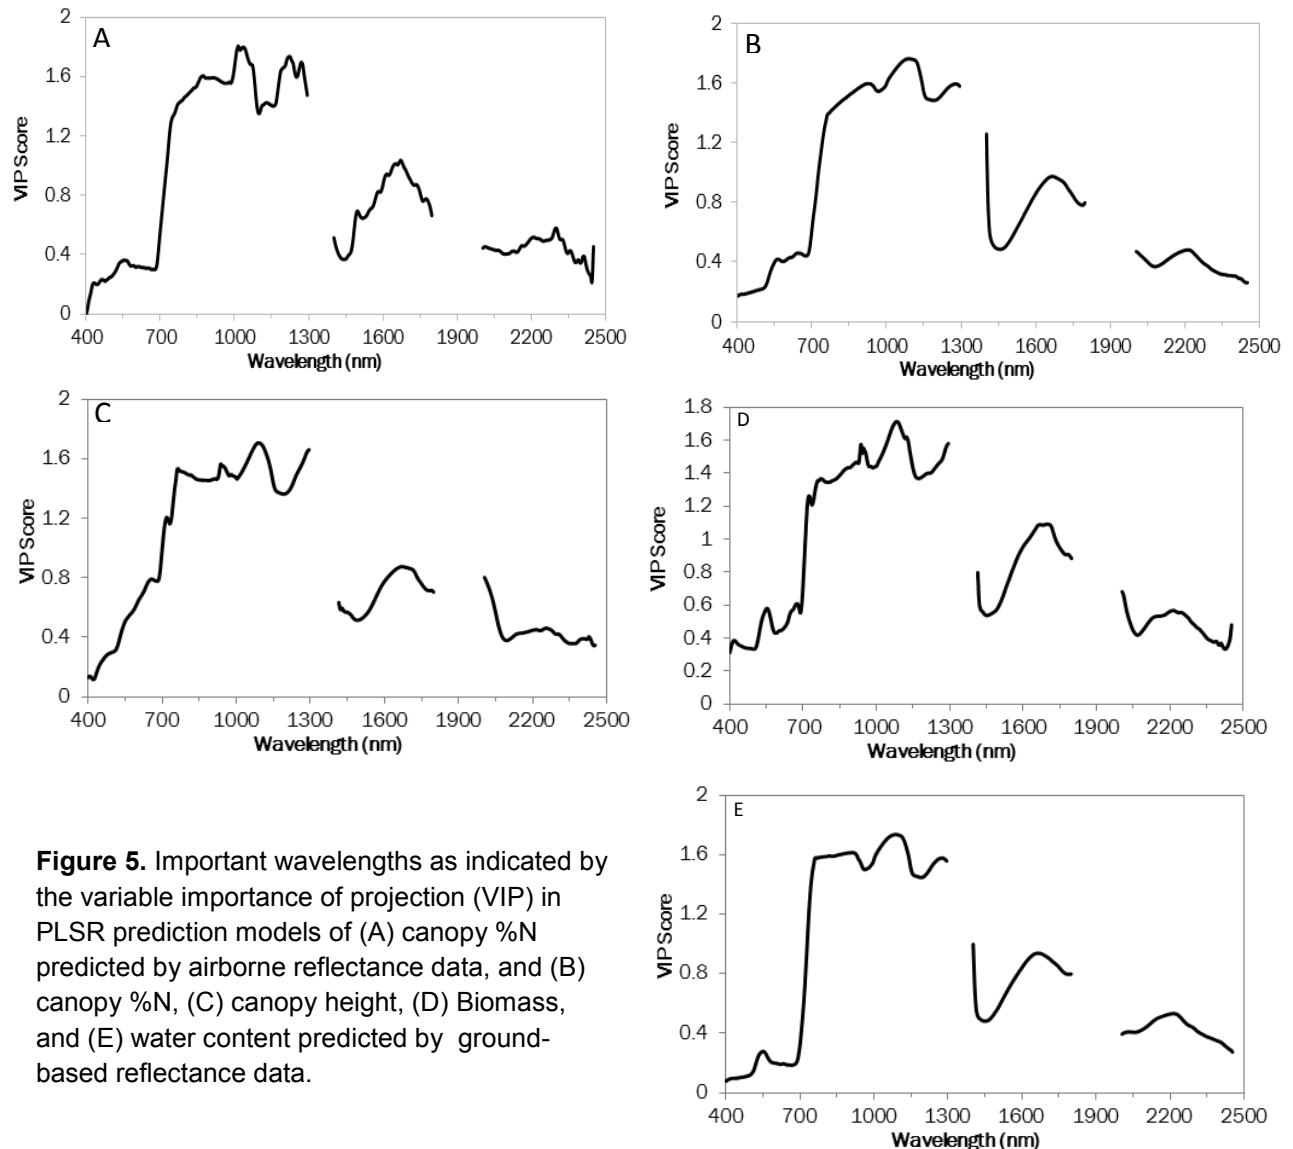 A
2
1.6
1.2
0.8
0.4
0
VIP Score
400 700 1000 1300 1600 1900 2200 2500
Wavelength (nm)
B
2
1.6
1.2
0.8
0.4
0
VIP Score
400 700 1000 1300 1600 1900 2200 2500
Wavelength (nm)
C
2
1.6
1.2
0.8
0.4
0
VIP Score
400 700 1000 1300 1600 1900 2200 2500
Wavelength (nm)
D
1.8
1.6
1.4
1.2
1
0.8
0.6
0.4
0.2
0
VIP Score
400 700 1000 1300 1600 1900 2200 2500
Wavelength (nm)
E
2
1.6
1.2
0.8
0.4
0
VIP Score
400 700 1000 1300 1600 1900 2200 2500
Wavelength (nm)
Figure 5. Important wavelengths as indicated by
the variable importance of projection (VIP) in
PLSR prediction models of (A) canopy %N
predicted by airborne reflectance data, and (B)
canopy %N, (C) canopy height, (D) Biomass,
and (E) water content predicted by ground-
based reflectance data.